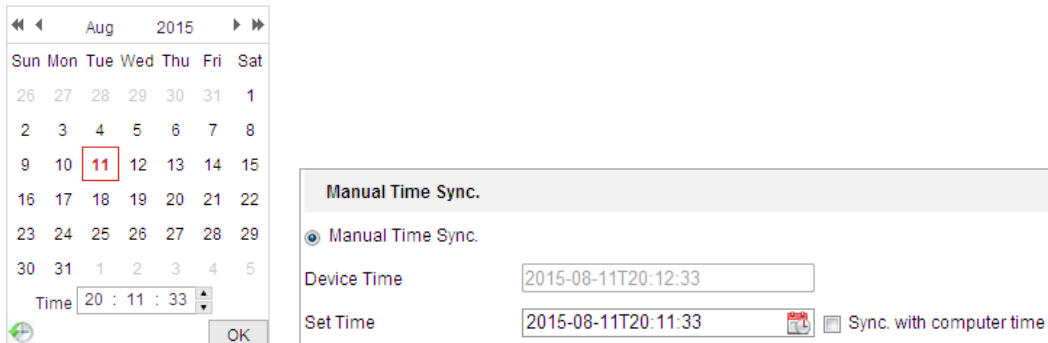 Aug 2015
Sun Mon Tue Wed Thu Fri Sat
26 27 28 29 30 31 1
2 3 4 5 6 7 8
9 10 11 12 13 14 15
16 17 18 19 20 21 22
23 24 25 26 27 28 29
30 31 1 2 3 4 5
Time 20 : 11 : 33
OK
Manual Time Sync.
Manual Time Sync.
Device Time 2015-08-11T20:12:33
Set Time 2015-08-11T20:11:33 Sync. with computer time